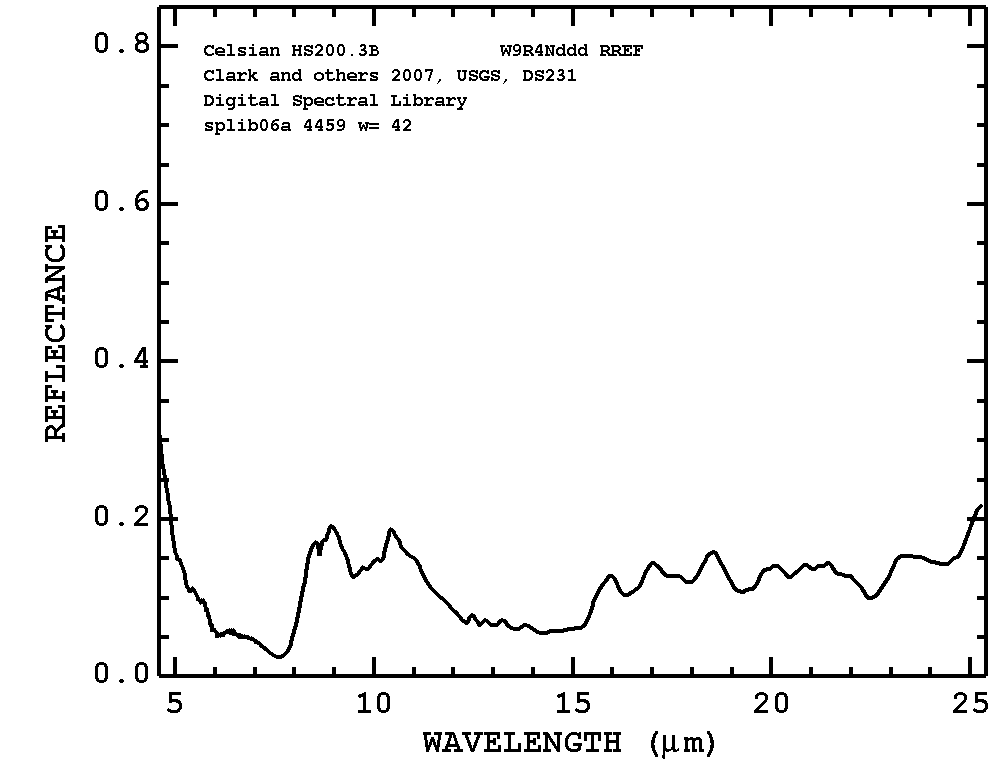 Celsian HS200.3B W9R4Nddd RREF
Clark and others 2007, USGS, DS231
Digital Spectral Library
splib06a 4459 w= 42
0.8
0.6
0.4
0.2
0.0
REFLECTANCE
5 10 15 20 25
WAVELENGTH (μm)